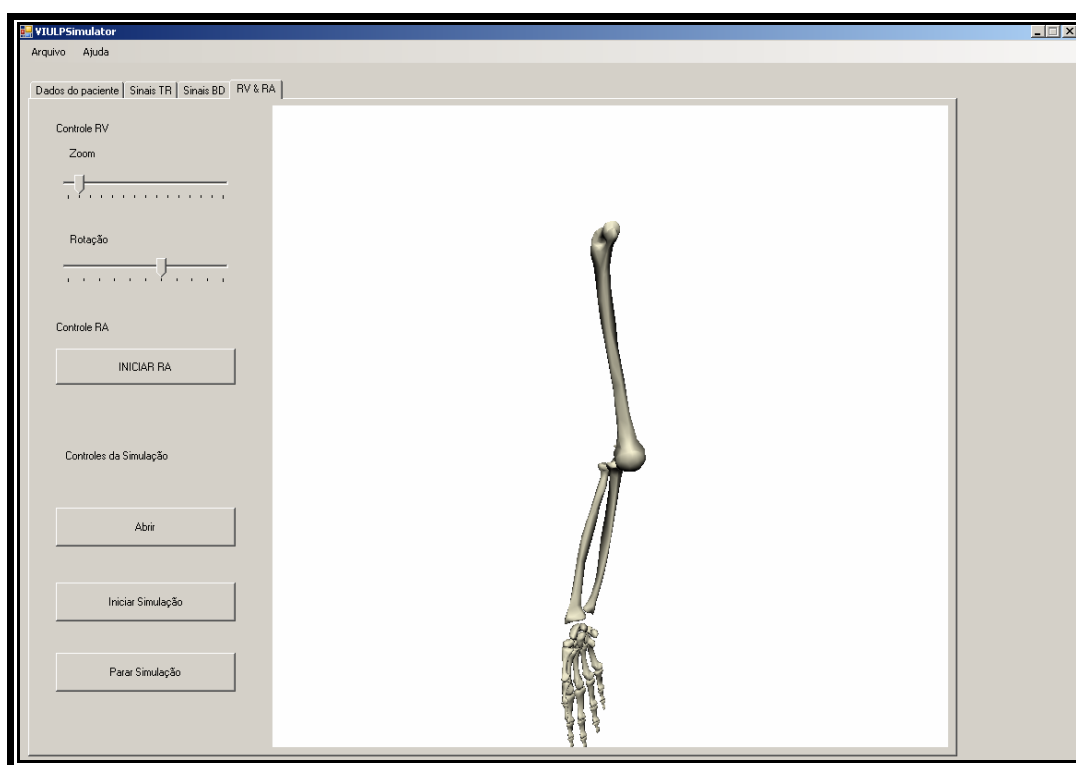 VIULPSimulator
Arquivo Ajuda
Dados do paciente Sinais TR Sinais BD RV & RA
Controle RV
Zoom
Rotação
Controle RA
INICIAR RA
Controles da Simulação
Abrir
Iniciar Simulação
Parar Simulação